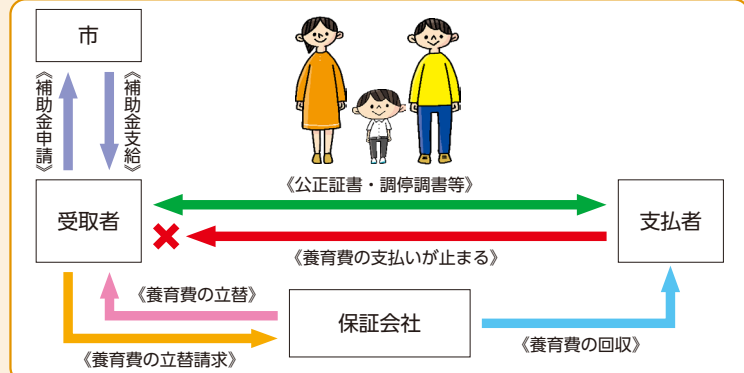 市
《補助金申請》
《補助金支給》
《公正証書・調停調書等》
受取者
支払者
《養育費の支払いが止まる》
《養育費の立替》
保証会社
《養育費の回収》
《養育費の立替請求》